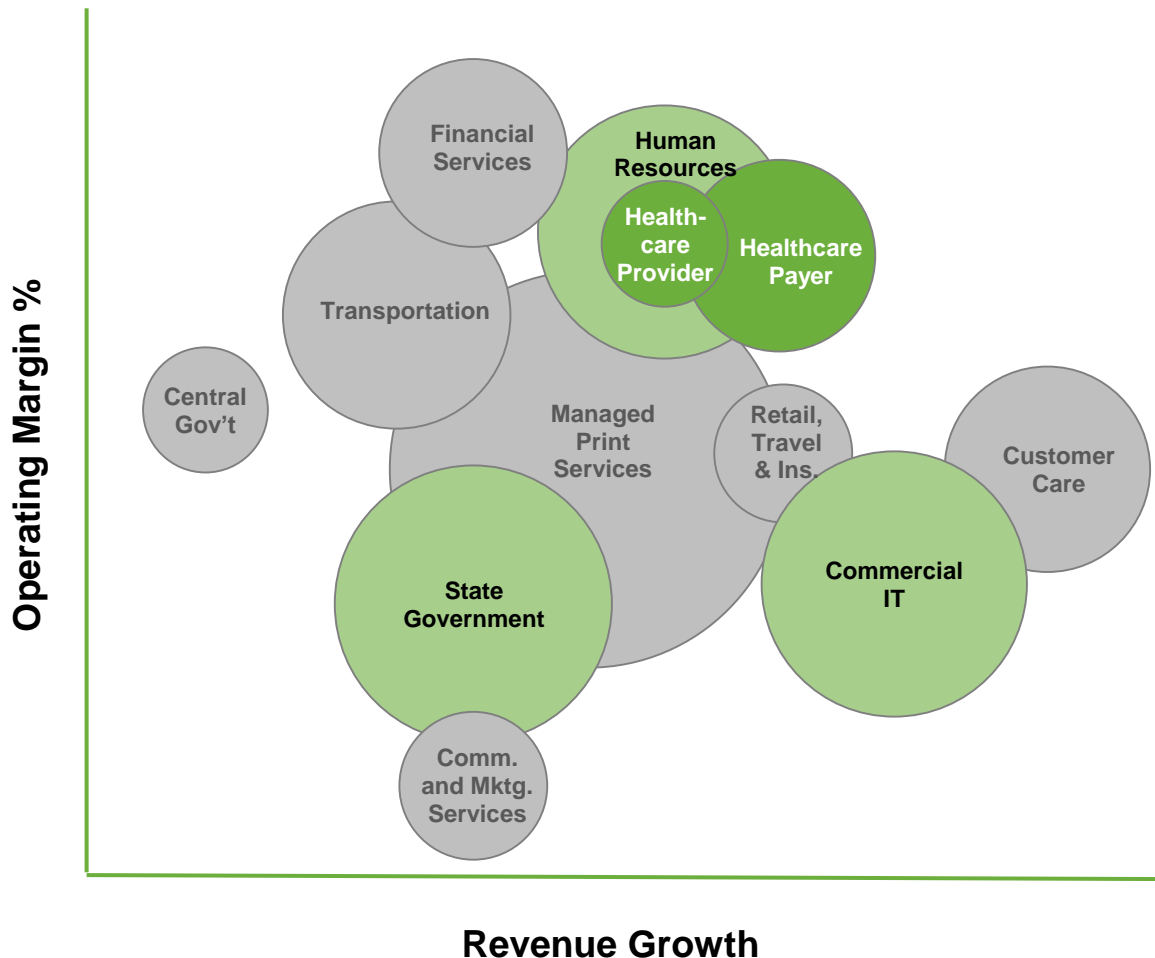 Operating Margin %
Financial
Services
Human
Resources
Health-
care
Provider
Healthcare
Payer
Transportation
Central
Gov’t
Managed
Print
Services
Retail,
Travel
& Ins.
Customer
Care
State
Government
Commercial
IT
Comm.
and Mktg.
Services
Revenue Growth